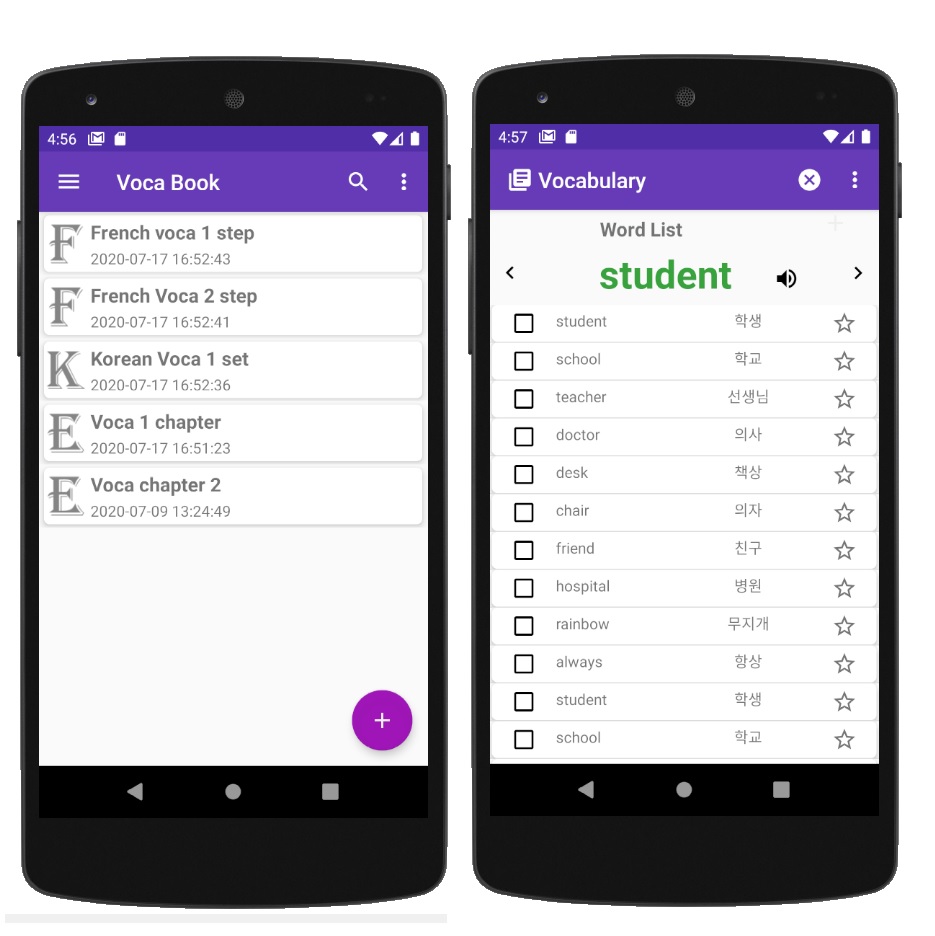 4:56
Voca Book
F French voca 1 step
2020-07-17 16:52:43
F French Voca 2 step
2020-07-17 16:52:41
K Korean Voca 1 set
2020-07-17 16:52:36
E Voca 1 chapter
2020-07-17 16:51:23
E Voca chapter 2
2020-07-09 13:24:49
+
4:57
Vocabulary
Word List +
student
student 학생
school 학교
teacher 선생님
doctor 의사
desk 책상
chair 의자
friend 친구
hospital 병원
rainbow 무지개
always 항상
student 학생
school 학교